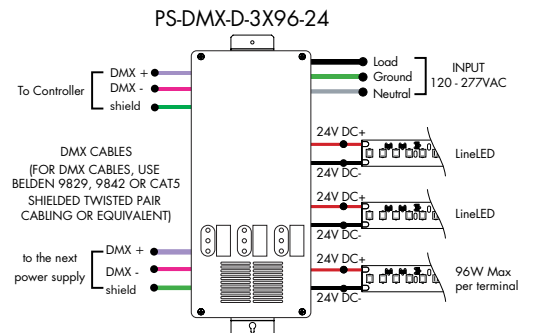 PS-DMX-D-3X96-24
To Controller
DMX +
DMX -
shield
Load
Ground
Neutral
INPUT
120 - 277VAC
DMX CABLES
(FOR DMX CABLES, USE
BELDEN 9829, 9842 OR CAT5
SHIELDED TWISTED PAIR
CABLING OR EQUIVALENT)
24V DC+
24V DC-
LineLED
24V DC+
24V DC-
LineLED
to the next
power supply
DMX +
DMX -
shield
24V DC+
24V DC-
96W Max
per terminal